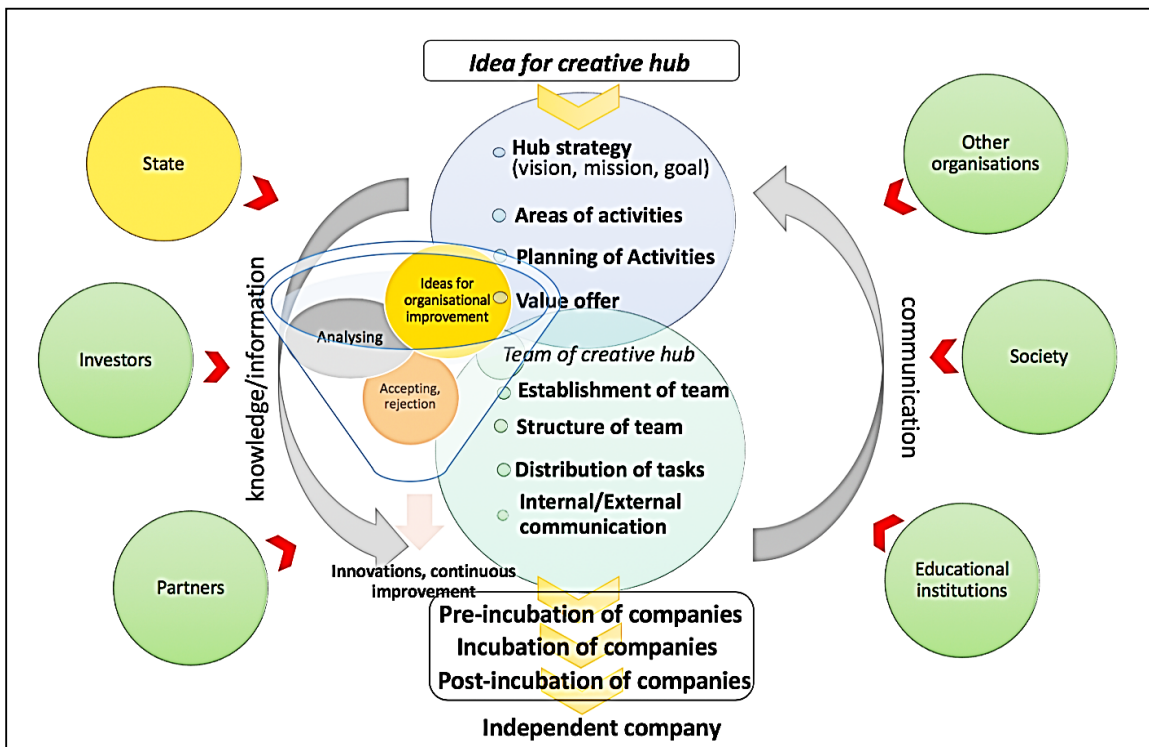 Idea for creative hub
State
Investors
Partners
knowledge/information
Hub strategy
(vision, mission, goal)
Areas of activities
Planning of Activities
Value offer
Ideas for
organisational
improvement
Analysing
Accepting,
rejection
Innovations, continuous
improvement
Team of creative hub
Establishment of team
Structure of team
Distribution of tasks
Internal/External
communication
Pre-incubation of companies
Incubation of companies
Post-incubation of companies
Independent company
communication
Other
organisations
Society
Educational
institutions